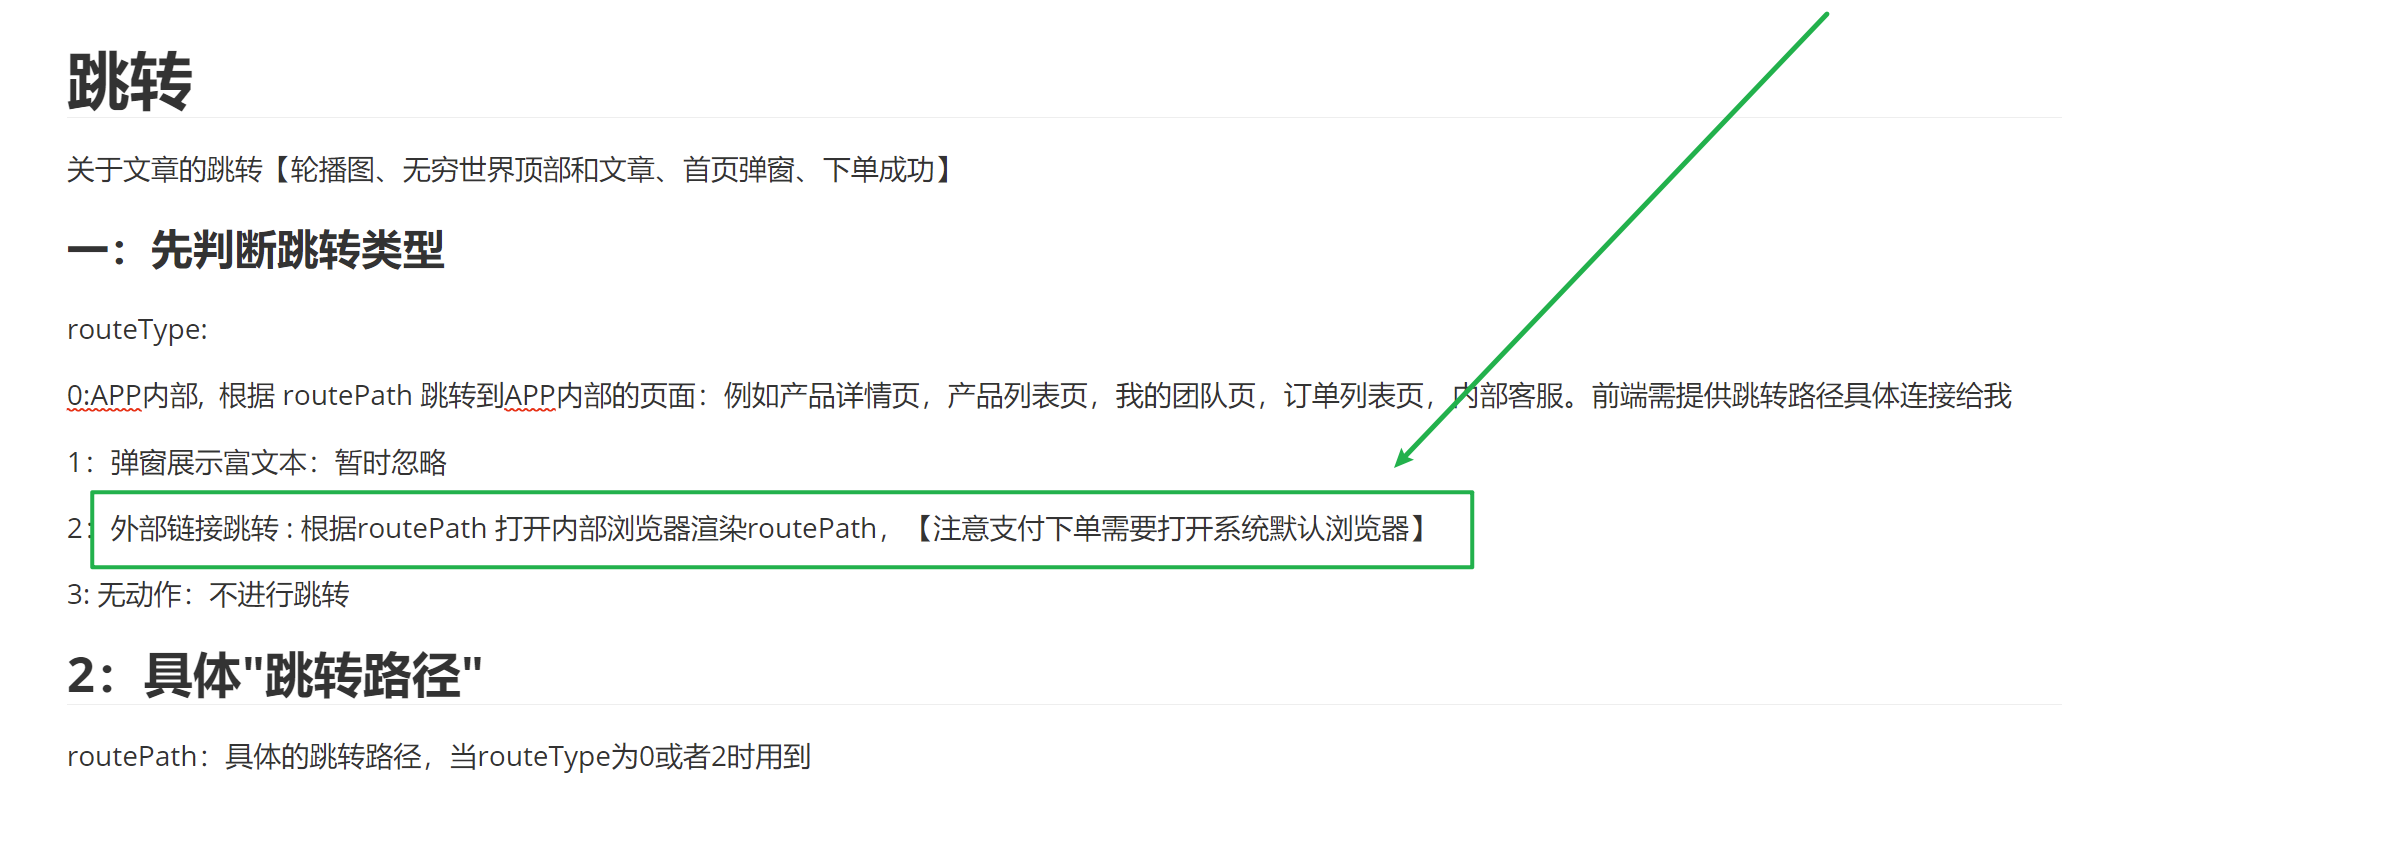 跳转
关于文章的跳转【轮播图、无穷世界顶部和文章、首页弹窗、下单成功】
一：先判断跳转类型
routeType:
0:APP内部, 根据 routePath 跳转到APP内部的页面：例如产品详情页，产品列表页，我的团队页，订单列表页，内部客服。前端需提供跳转路径具体连接给我
1：弹窗展示富文本：暂时忽略
2：外部链接跳转 : 根据routePath 打开内部浏览器渲染routePath，【注意支付下单需要打开系统默认浏览器】
3: 无动作：不进行跳转
2：具体"跳转路径"
routePath：具体的跳转路径，当routeType为0或者2时用到